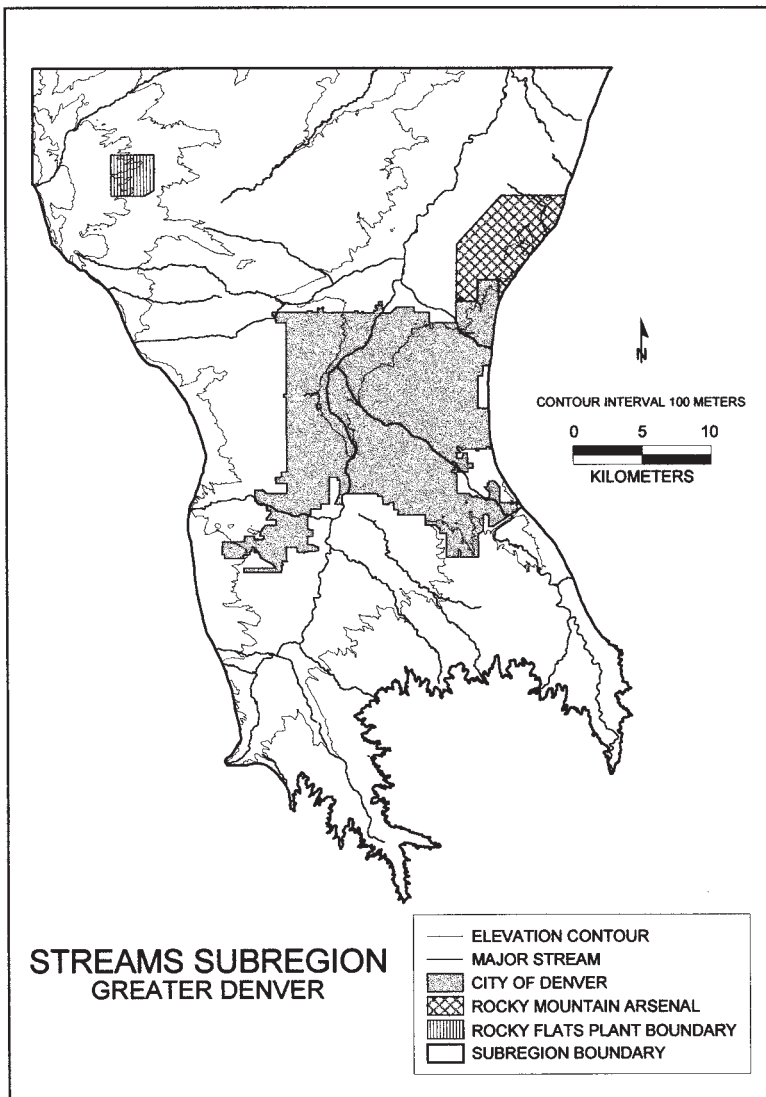 N
CONTOUR INTERVAL 100 METERS
0 5 10
KILOMETERS
STREAMS SUBREGION
GREATER DENVER
ELEVATION CONTOUR
MAJOR STREAM
CITY OF DENVER
ROCKY MOUNTAIN ARSENAL
ROCKY FLATS PLANT BOUNDARY
SUBREGION BOUNDARY